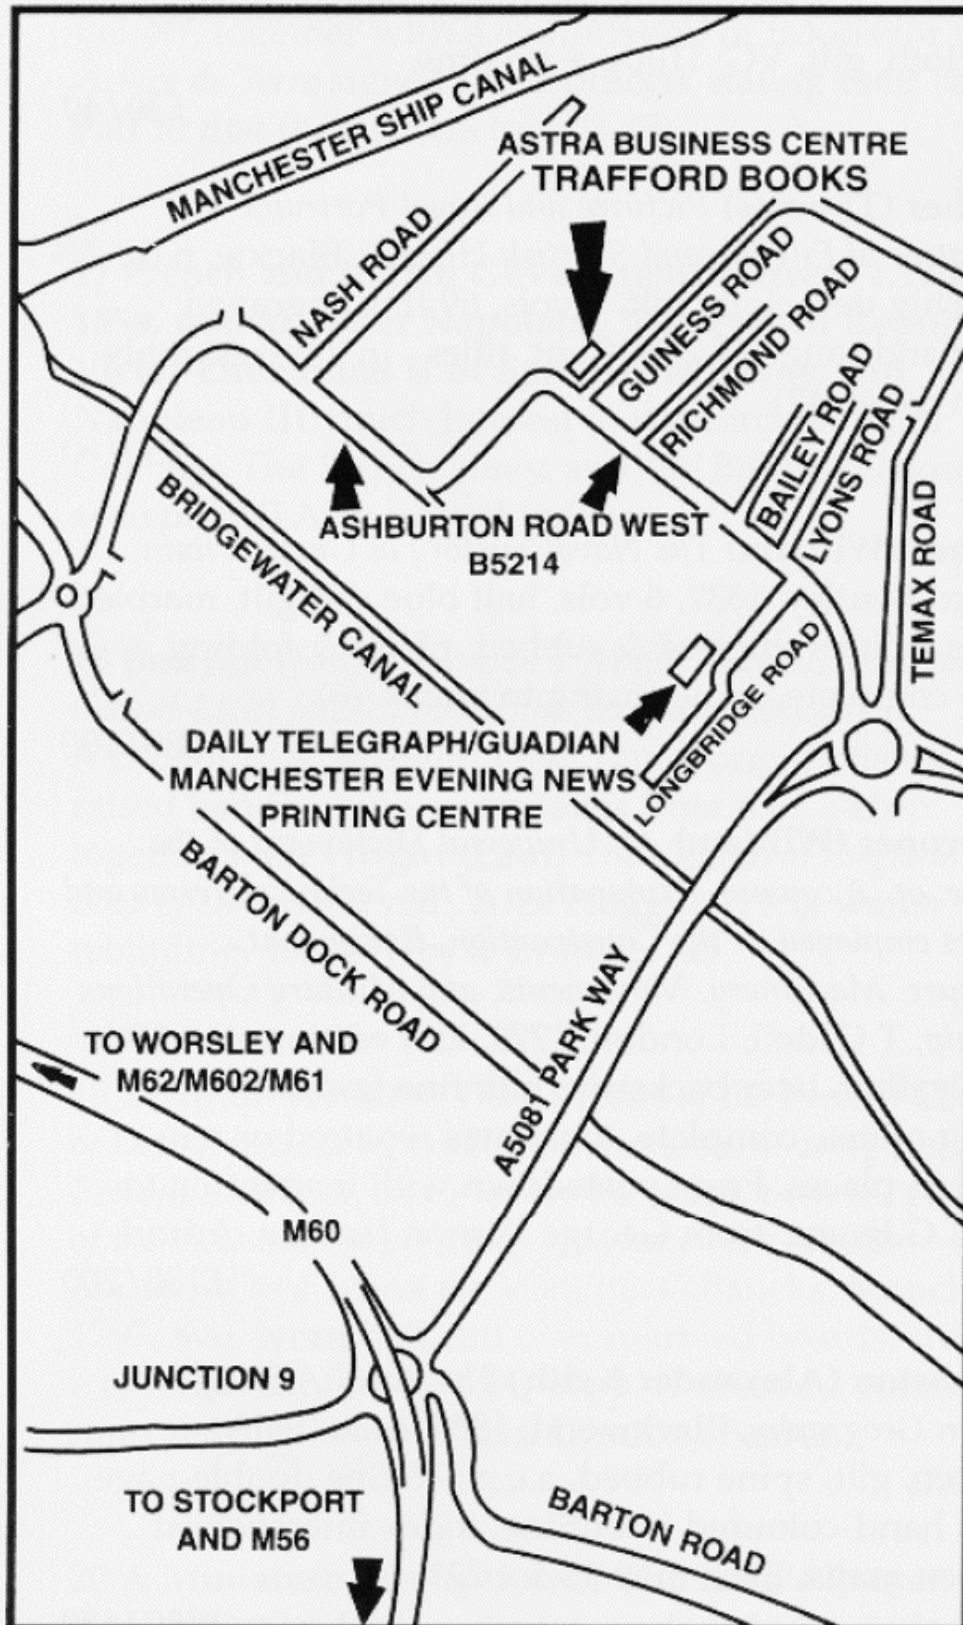 MANCHESTER SHIP CANAL
ASTRA BUSINESS CENTRE
TRAFFORD BOOKS
NASH ROAD
GUINESS ROAD
RICHMOND ROAD
BAILEY ROAD
LYONS ROAD
TEMAX ROAD
ASHBURTON ROAD WEST
B5214
BRIDGEWATER CANAL
LONGBRIDGE ROAD
DAILY TELEGRAPH/GUADIAN
MANCHESTER EVENING NEWS
PRINTING CENTRE
BARTON DOCK ROAD
A5081 PARK WAY
TO WORSLEY AND
M62/M602/M61
M60
JUNCTION 9
TO STOCKPORT
AND M56
BARTON ROAD